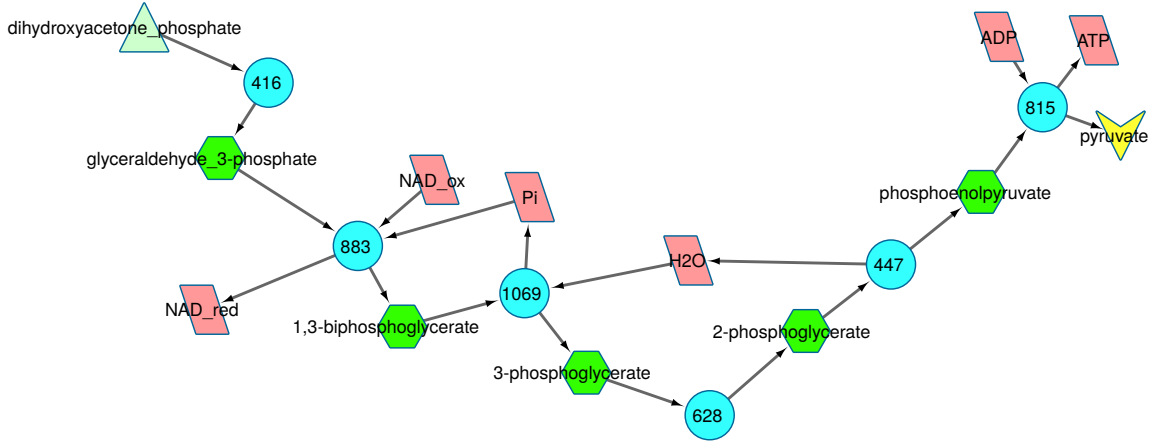 dihydroxyacetone_phosphate
ADP
ATP
416
815
pyruvate
glyceraldehyde_3-phosphate
NAD_ox
Pi
phosphoenolpyruvate
883
H2O
447
1069
NAD_red
1,3-biphosphoglycerate
2-phosphoglycerate
3-phosphoglycerate
628